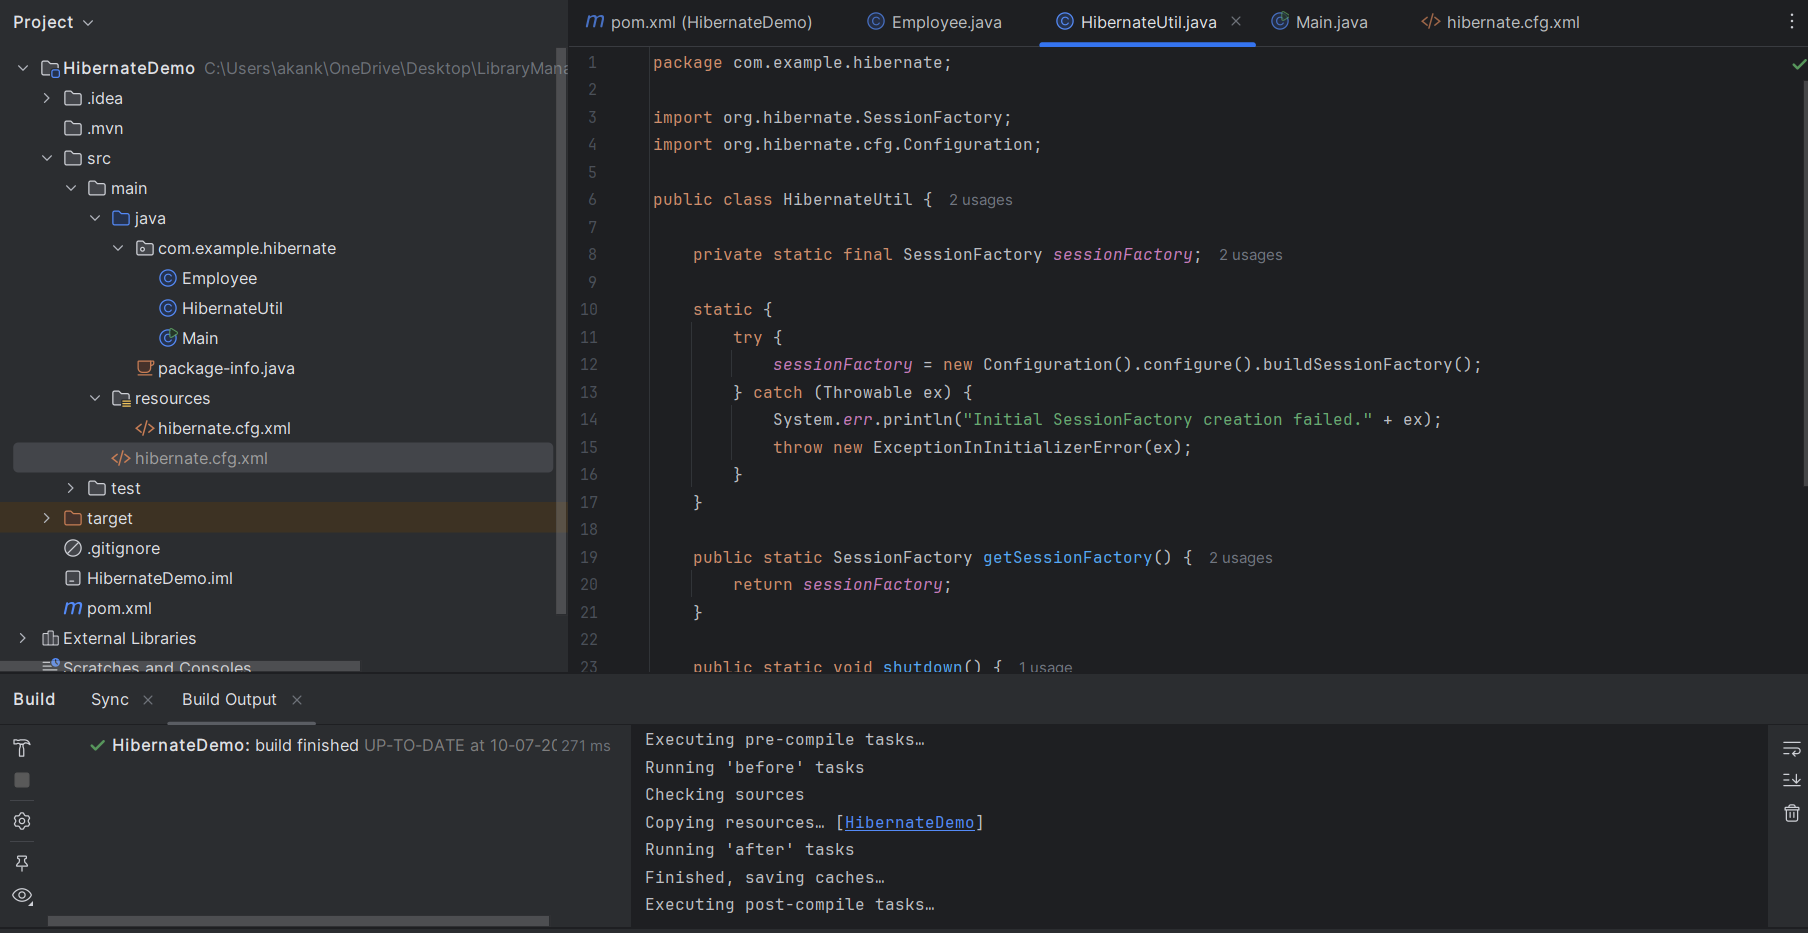 Project
HibernateDemo C:\Users\akank\OneDrive\Desktop\LibraryMana
.idea
.mvn
src
main
java
com.example.hibernate
Employee
HibernateUtil
Main
package-info.java
resources
hibernate.cfg.xml
hibernate.cfg.xml
test
target
.gitignore
HibernateDemo.iml
pom.xml
External Libraries
Scratches and Consoles
pom.xml (HibernateDemo) Employee.java HibernateUtil.java Main.java hibernate.cfg.xml
1 package com.example.hibernate;
2
3 import org.hibernate.SessionFactory;
4 import org.hibernate.cfg.Configuration;
5
6 public class HibernateUtil { 2 usages
7
8 private static final SessionFactory sessionFactory; 2 usages
9
10 static {
11 try {
12 sessionFactory = new Configuration().configure().buildSessionFactory();
13 } catch (Throwable ex) {
14 System.err.println("Initial SessionFactory creation failed." + ex);
15 throw new ExceptionInInitializerError(ex);
16 }
17 }
18
19 public static SessionFactory getSessionFactory() { 2 usages
20 return sessionFactory;
21 }
22
23 public static void shutdown() { 1 usage
Build Sync Build Output
HibernateDemo: build finished UP-TO-DATE at 10-07-20 271 ms
Executing pre-compile tasks…
Running 'before' tasks
Checking sources
Copying resources… [HibernateDemo]
Running 'after' tasks
Finished, saving caches…
Executing post-compile tasks…